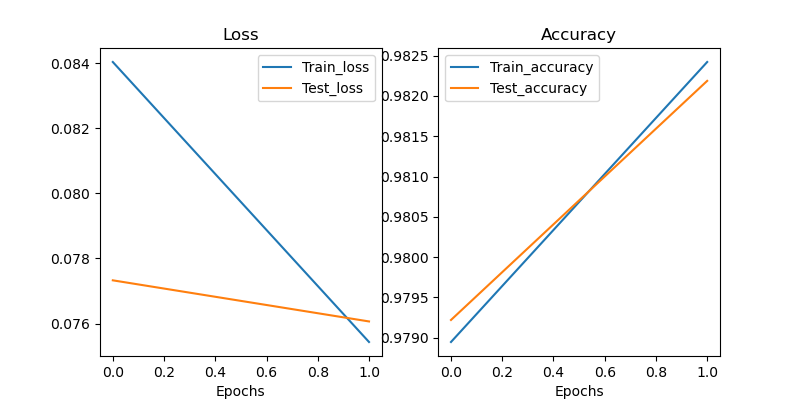 Loss
0.084
0.082
0.080
0.078
0.076
Train_loss
Test_loss
0.0 0.2 0.4 0.6 0.8 1.0
Epochs
Accuracy
0.9825
0.9820
0.9815
0.9810
0.9805
0.9800
0.9795
0.9790
Train_accuracy
Test_accuracy
0.0 0.2 0.4 0.6 0.8 1.0
Epochs